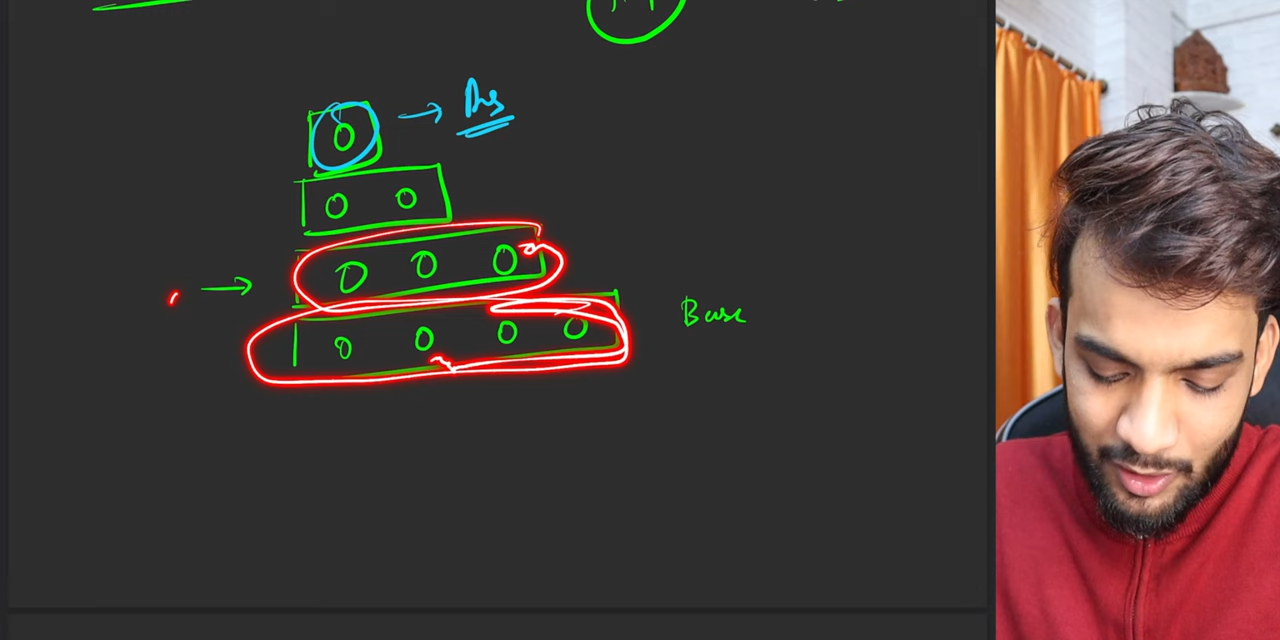 0 → Ans
0 0
→ 0 0 0
0 0 0 0 Base